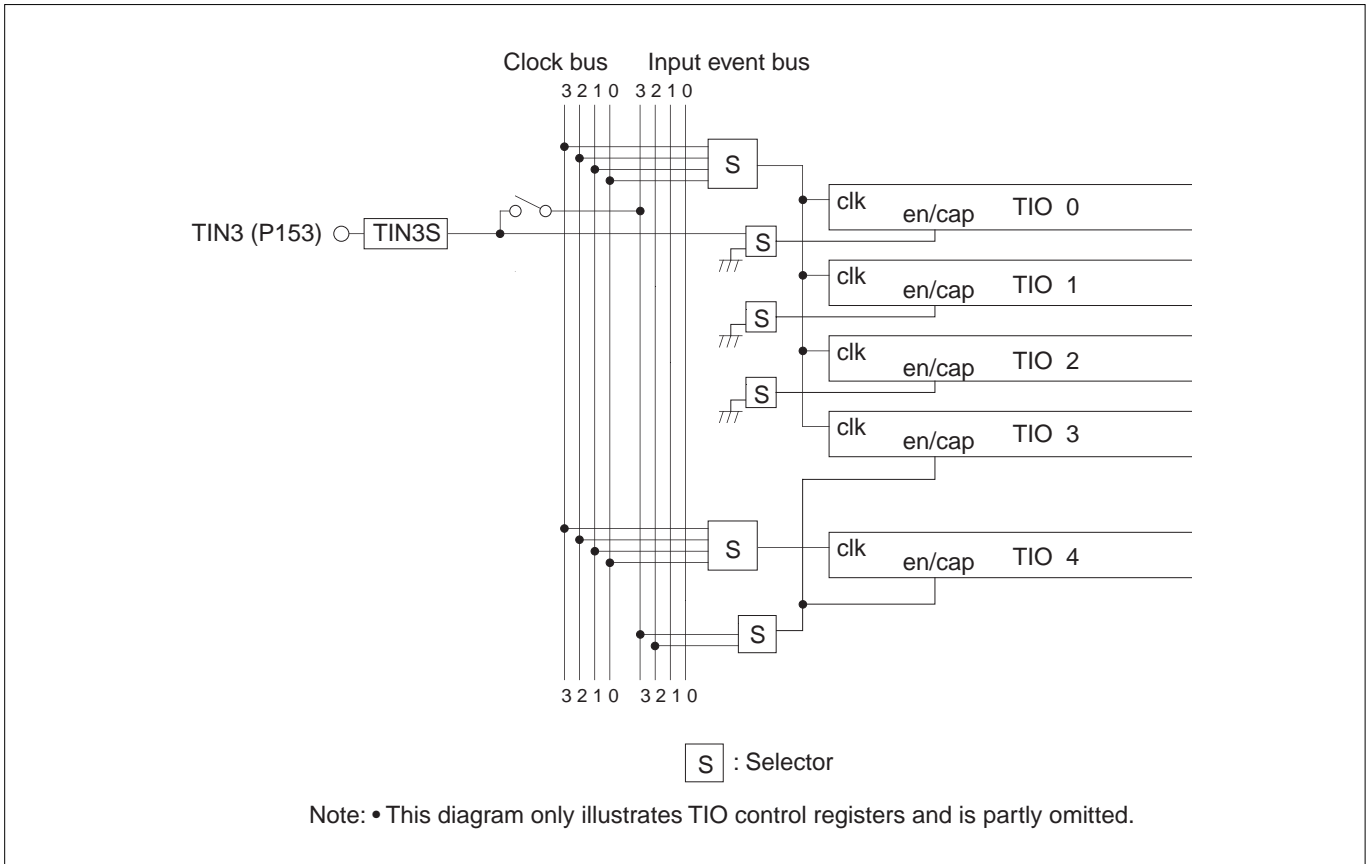 Clock bus Input event bus
3 2 1 0 3 2 1 0
S
clk
en/cap
TIO 0
TIN3 (P153)
TIN3S
S
clk
en/cap
TIO 1
S
clk
en/cap
TIO 2
S
clk
en/cap
TIO 3
S
clk
en/cap
TIO 4
S
3 2 1 0 3 2 1 0
S : Selector
Note: • This diagram only illustrates TIO control registers and is partly omitted.